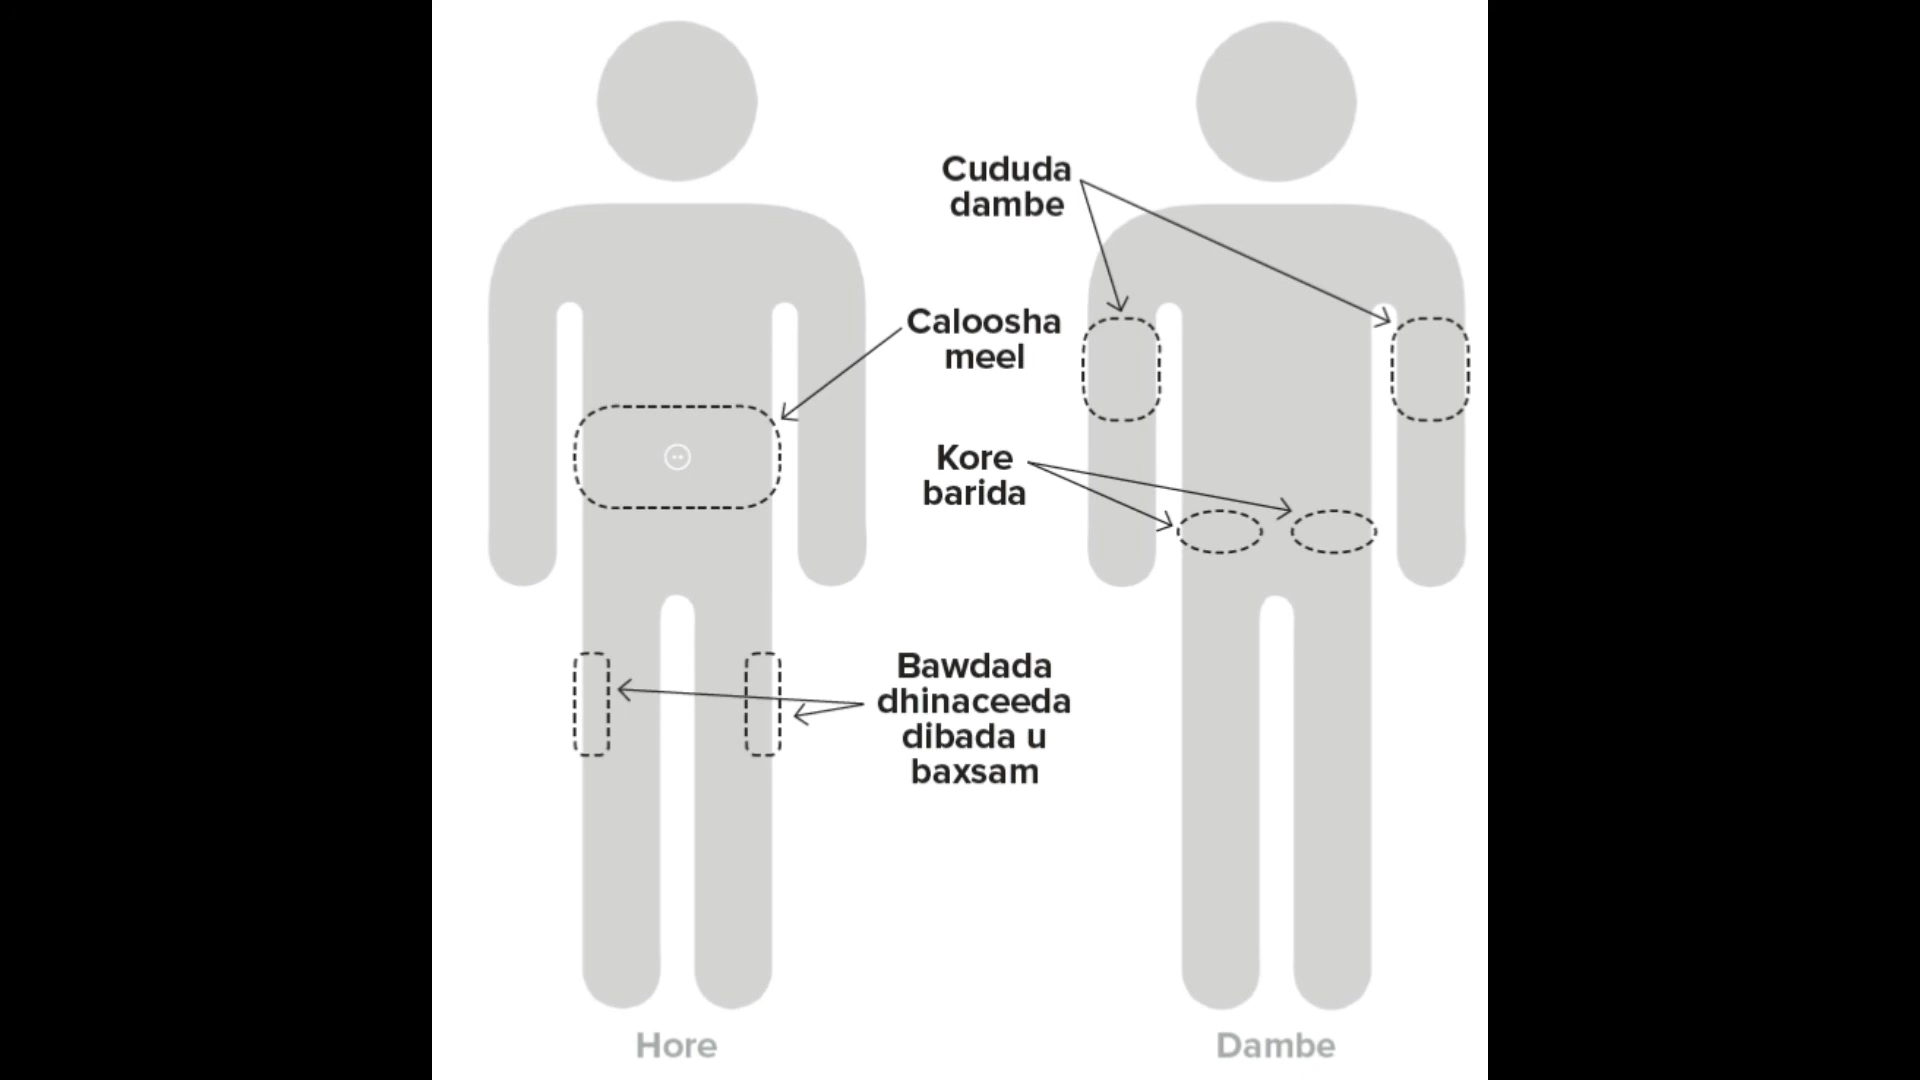 Cududa
dambe
Caloosha
meel
Kore
barida
Bawdada
dhinaceeda
dibada u
baxsam
Hore
Dambe